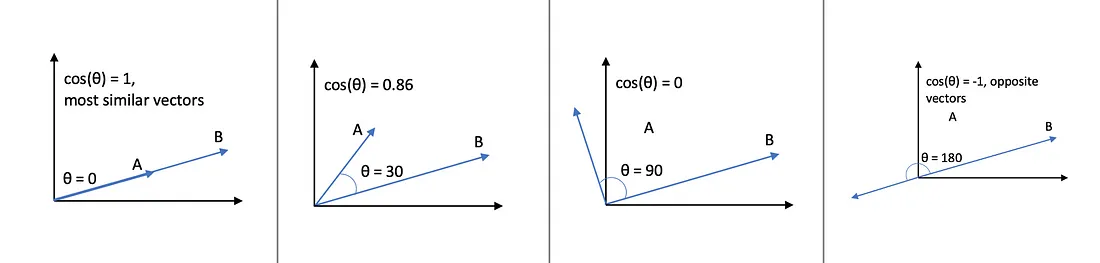 cos(θ) = 1,
most similar vectors
B
A
θ = 0
cos(θ) = 0.86
A
B
θ = 30
cos(θ) = 0
A
B
θ = 90
cos(θ) = -1, opposite
vectors
A
B
θ = 180